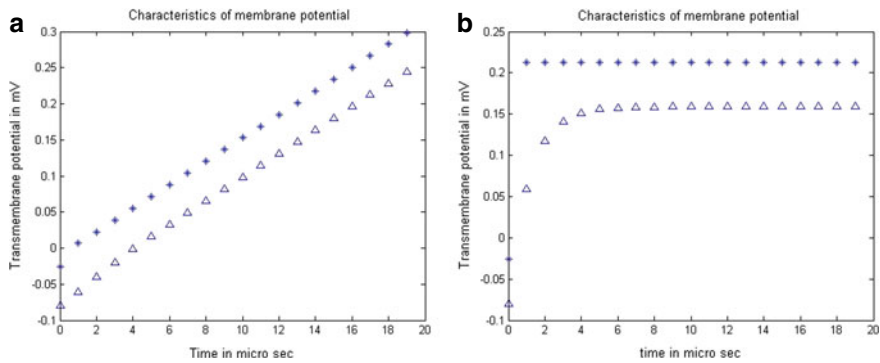 a
Characteristics of membrane potential
0.3
0.25
0.2
0.15
0.1
0.05
0
-0.05
-0.1
0 2 4 6 8 10 12 14 16 18 20
Transmembrane potential in mV
Time in micro sec
b
Characteristics of membrane potential
0.25
0.2
0.15
0.1
0.05
0
-0.05
-0.1
0 2 4 6 8 10 12 14 16 18 20
Transmembrane potential in mV
time in micro sec